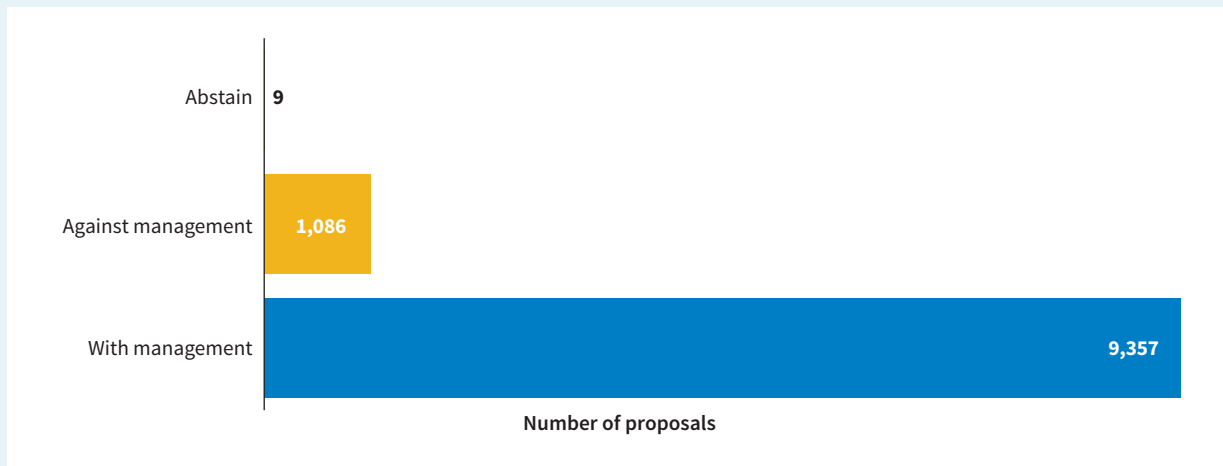 Abstain 9
Against management 1,086
With management 9,357
Number of proposals